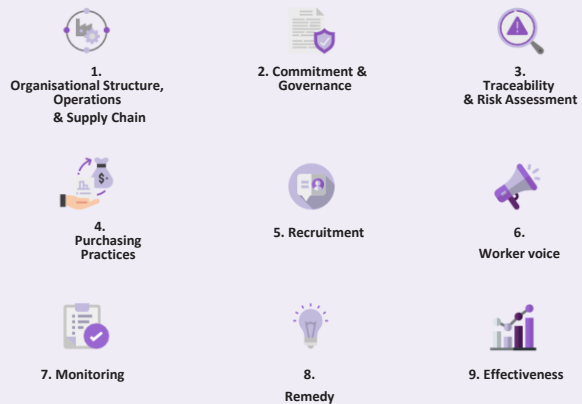 1.
Organisational Structure,
Operations
& Supply Chain
2. Commitment &
Governance
3.
Traceability
& Risk Assessment
4.
Purchasing
Practices
5. Recruitment
6.
Worker voice
7. Monitoring
8.
Remedy
9. Effectiveness